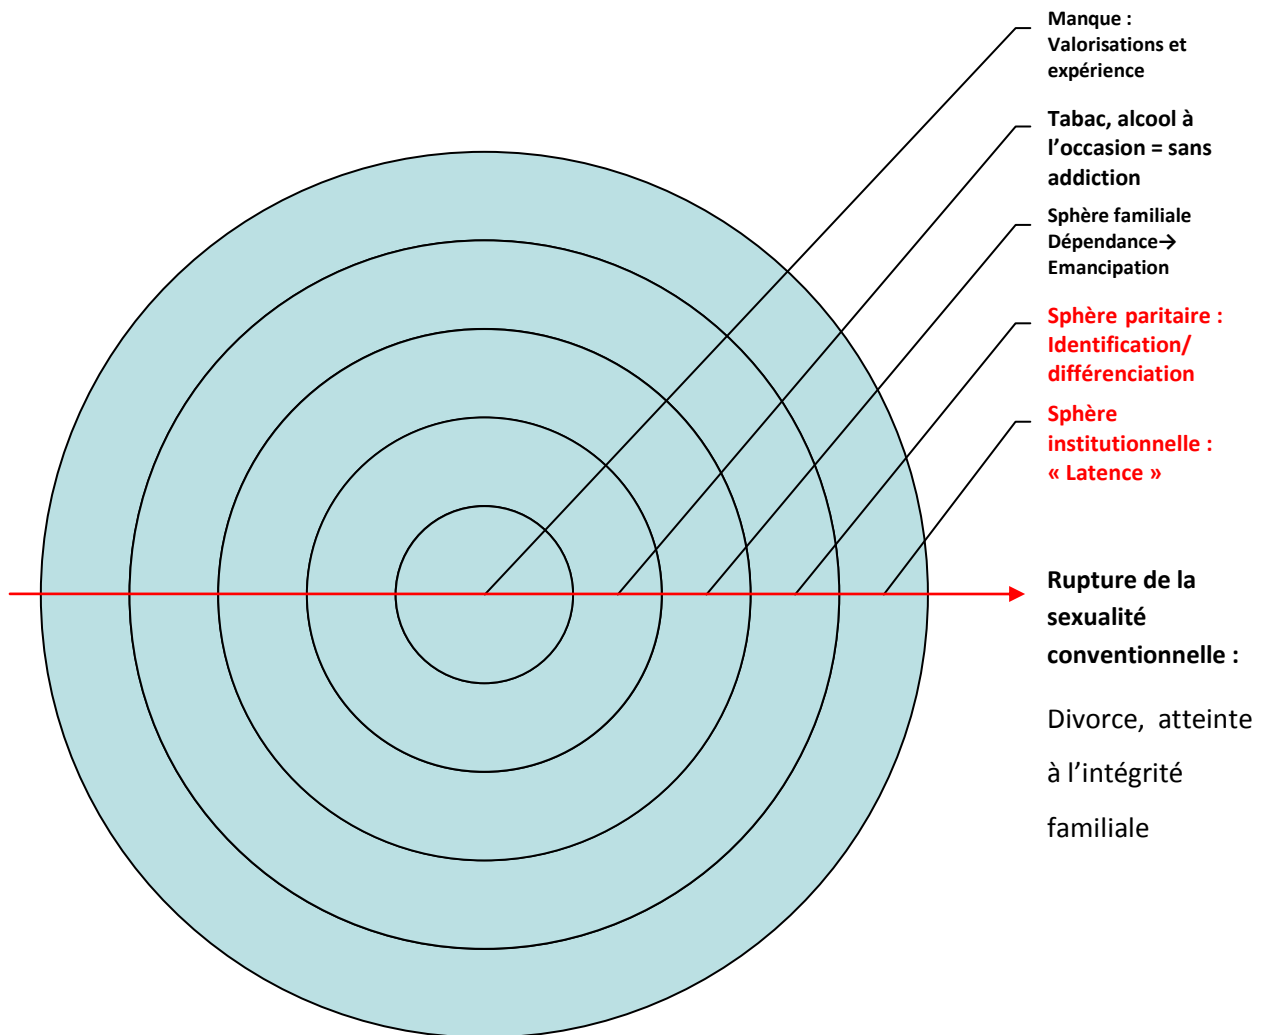 Manque :
Valorisations et
expérience
Tabac, alcool à
l’occasion = sans
addiction
Sphère familiale
Dépendance→
Emancipation
Sphère paritaire :
Identification/
différenciation
Sphère
institutionnelle :
« Latence »
Rupture de la
sexualité
conventionnelle :
Divorce, atteinte
à l’intégrité
familiale